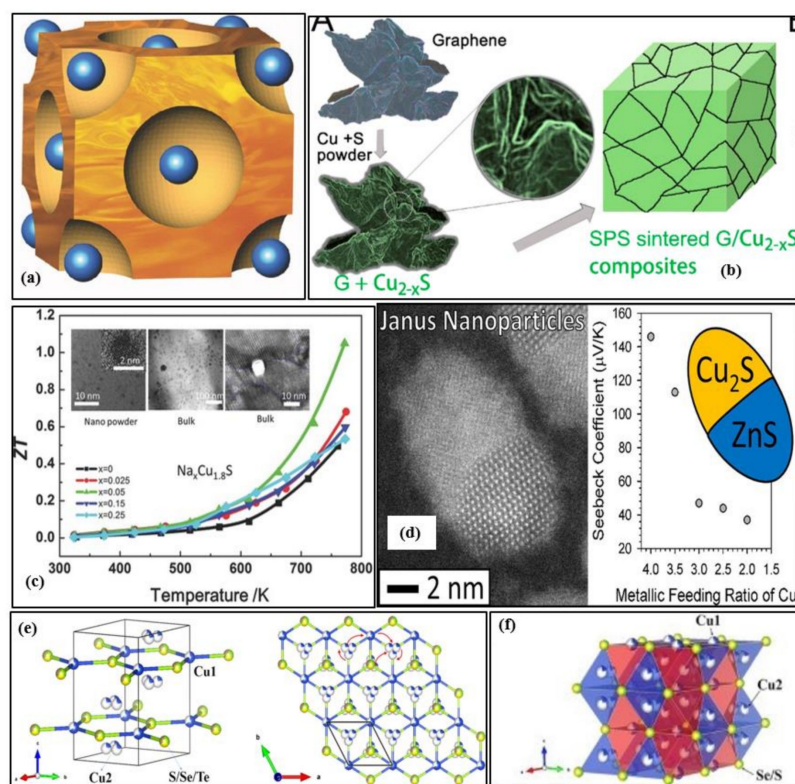 (a)
A
Graphene
Cu +S
powder
G + Cu2-xS
SPS sintered G/Cu2-xS
composites
(b)
ZT
1.2
1.0
0.8
0.6
0.4
0.2
0.0
2 nm
10 nm
10 nm
Nano powder
Bulk
Bulk
NaxCu1.8S
x=0
x=0.025
x=0.05
x=0.15
x=0.25
(c)
300
400
500
600
700
800
Temperature /K
Janus Nanoparticles
(d)
2 nm
Seebeck Coefficient (µV/K)
160
140
120
100
80
60
40
20
Cu2S
ZnS
4.0
3.5
3.0
2.5
2.0
1.5
Metallic Feeding Ratio of Cu
(e)
Cu1
Cu2
S/Se/Te
a
b
c
b
a
(f)
Cu1
Cu2
Se/S